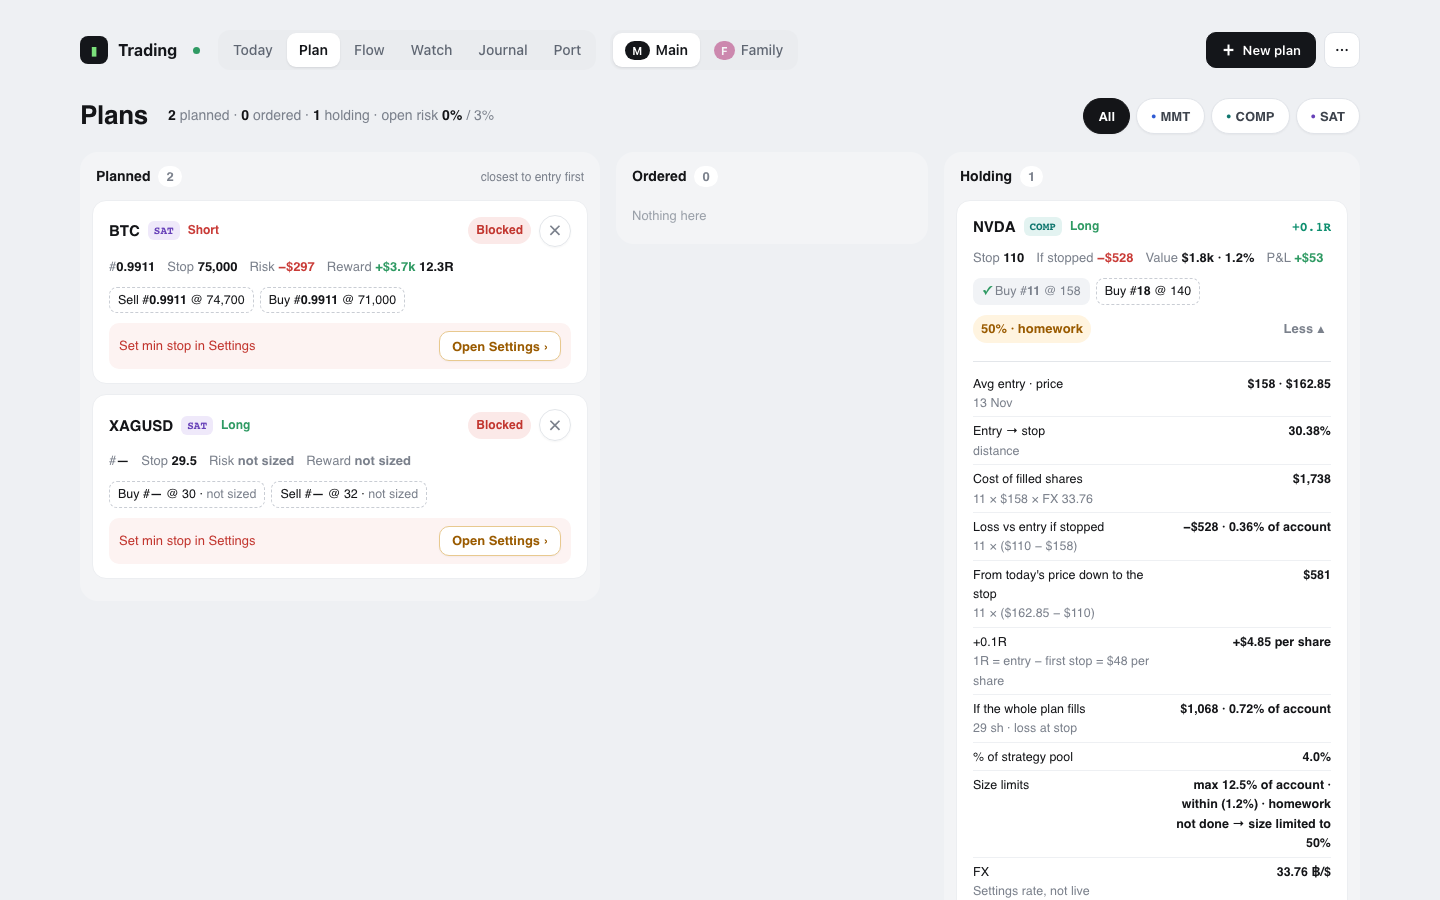 Trading
Today
Plan
Flow
Watch
Journal
Port
M Main
F Family
+ New plan
···
Plans
2 planned · 0 ordered · 1 holding · open risk 0% / 3%
All
• MMT
• COMP
• SAT
Planned 2
closest to entry first
BTC SAT Short
Blocked ✕
#0.9911 Stop 75,000 Risk −$297 Reward +$3.7k 12.3R
Sell #0.9911 @ 74,700
Buy #0.9911 @ 71,000
Set min stop in Settings
Open Settings ›
XAGUSD SAT Long
Blocked ✕
#— Stop 29.5 Risk not sized Reward not sized
Buy #— @ 30 · not sized
Sell #— @ 32 · not sized
Set min stop in Settings
Open Settings ›
Ordered 0
Nothing here
Holding 1
NVDA COMP Long
+0.1R
Stop 110 If stopped −$528 Value $1.8k · 1.2% P&L +$53
✓ Buy #11 @ 158
Buy #18 @ 140
50% · homework
Less ▴
Avg entry · price $158 · $162.85
13 Nov
Entry → stop 30.38%
distance
Cost of filled shares $1,738
11 × $158 × FX 33.76
Loss vs entry if stopped −$528 · 0.36% of account
11 × ($110 − $158)
From today's price down to the $581
stop
11 × ($162.85 − $110)
+0.1R +$4.85 per share
1R = entry − first stop = $48 per
share
If the whole plan fills $1,068 · 0.72% of account
29 sh · loss at stop
% of strategy pool 4.0%
Size limits max 12.5% of account ·
within (1.2%) · homework
not done → size limited to
50%
FX 33.76 ฿/$
Settings rate, not live